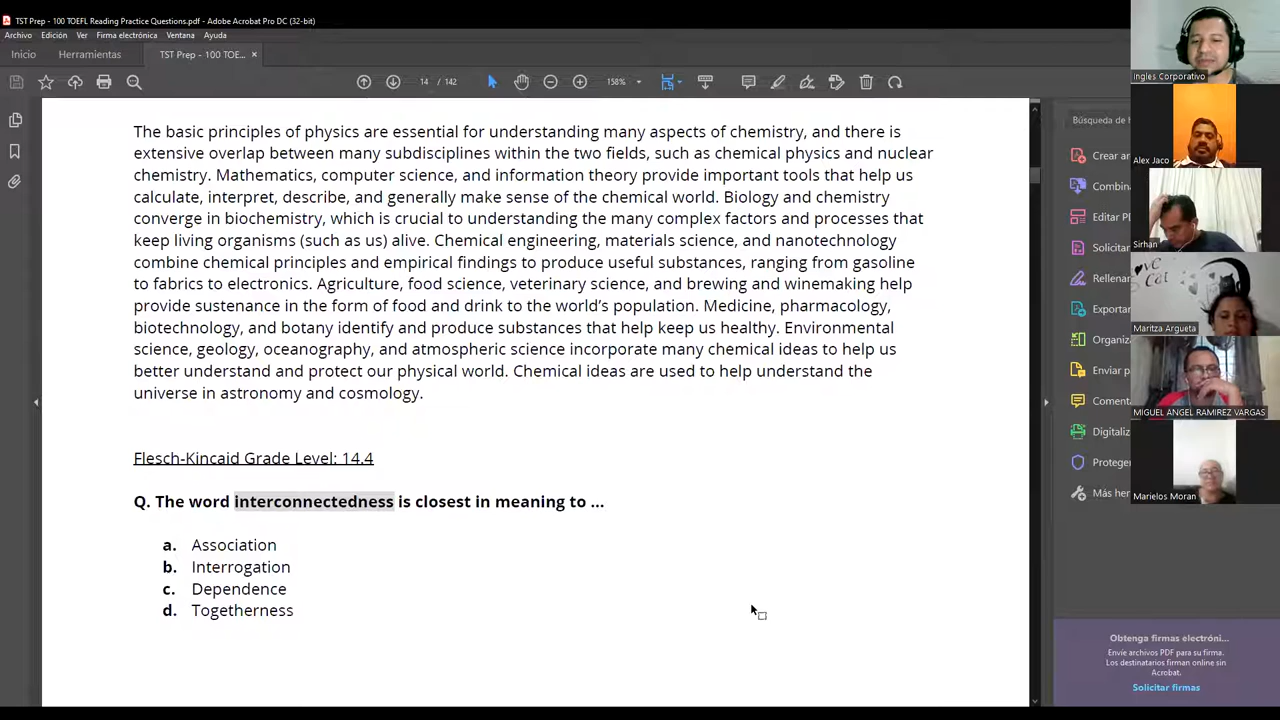 TST Prep - 100 TOEFL Reading Practice Questions.pdf - Adobe Acrobat Pro DC (32-bit)
Archivo Edición Ver Firma electrónica Ventana Ayuda
Inicio Herramientas TST Prep - 100 TOE... ×
14 / 142 158%
The basic principles of physics are essential for understanding many aspects of chemistry, and there is
extensive overlap between many subdisciplines within the two fields, such as chemical physics and nuclear
chemistry. Mathematics, computer science, and information theory provide important tools that help us
calculate, interpret, describe, and generally make sense of the chemical world. Biology and chemistry
converge in biochemistry, which is crucial to understanding the many complex factors and processes that
keep living organisms (such as us) alive. Chemical engineering, materials science, and nanotechnology
combine chemical principles and empirical findings to produce useful substances, ranging from gasoline
to fabrics to electronics. Agriculture, food science, veterinary science, and brewing and winemaking help
provide sustenance in the form of food and drink to the world's population. Medicine, pharmacology,
biotechnology, and botany identify and produce substances that help keep us healthy. Environmental
science, geology, oceanography, and atmospheric science incorporate many chemical ideas to help us
better understand and protect our physical world. Chemical ideas are used to help understand the
universe in astronomy and cosmology.
Flesch-Kincaid Grade Level: 14.4
Q. The word interconnectedness is closest in meaning to ...
a. Association
b. Interrogation
c. Dependence
d. Togetherness
Búsqueda de h
Crear ar
Combina
Editar PD
Solicitar
Rellenar
Exportar
Organiz
Enviar p
Comenta
Digitaliz
Proteger
Más herr
Obtenga firmas electróni...
Envíe archivos PDF para su firma.
Los destinatarios firman online sin
Acrobat.
Solicitar firmas
Ingles Corporativo
Alex Jaco
Sirhan
Love
Cat
Maritza Argueta
MIGUEL ANGEL RAMIREZ VARGAS
Marielos Moran